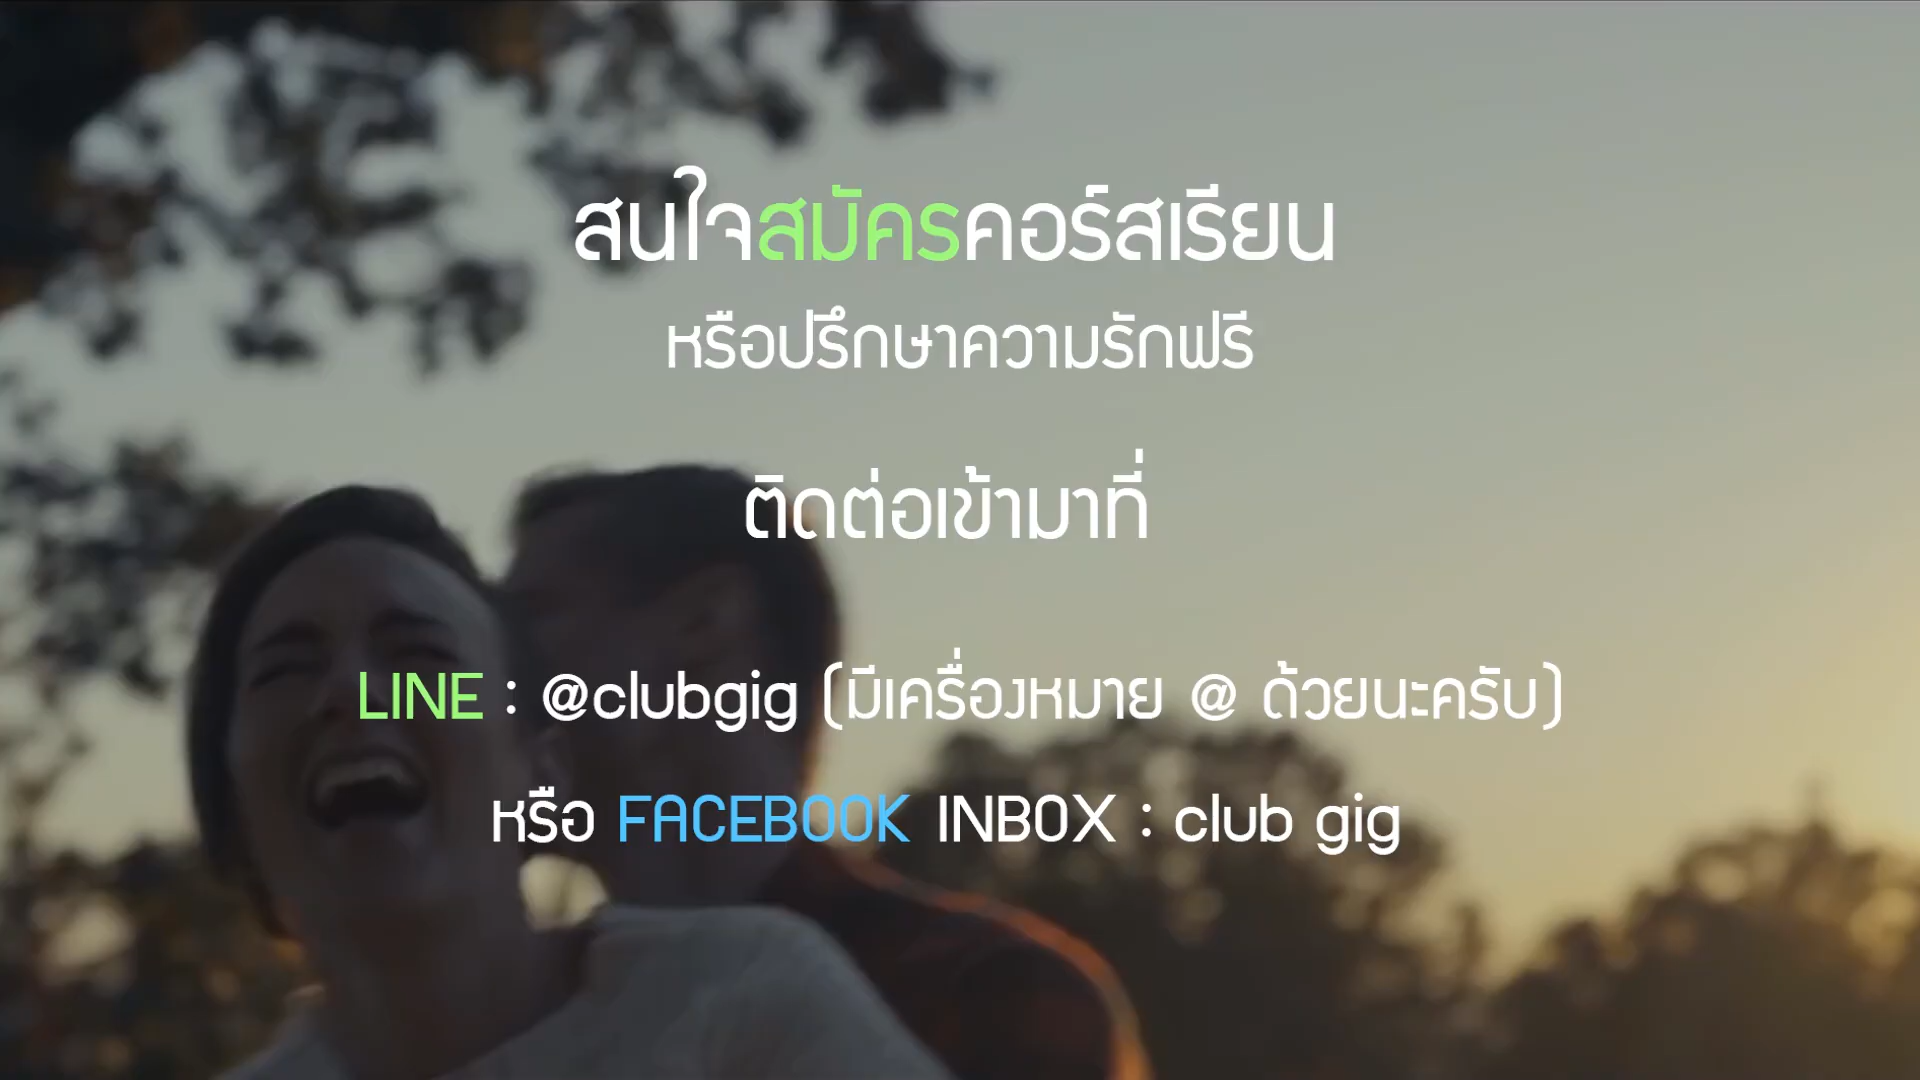 สนใจสมัครคอร์สเรียน
หรือปรึกษาความรักฟรี
ติดต่อเข้ามาที่
LINE : @clubgig (มีเครื่องหมาย @ ด้วยนะครับ)
หรือ FACEBOOK INBOX : club gig